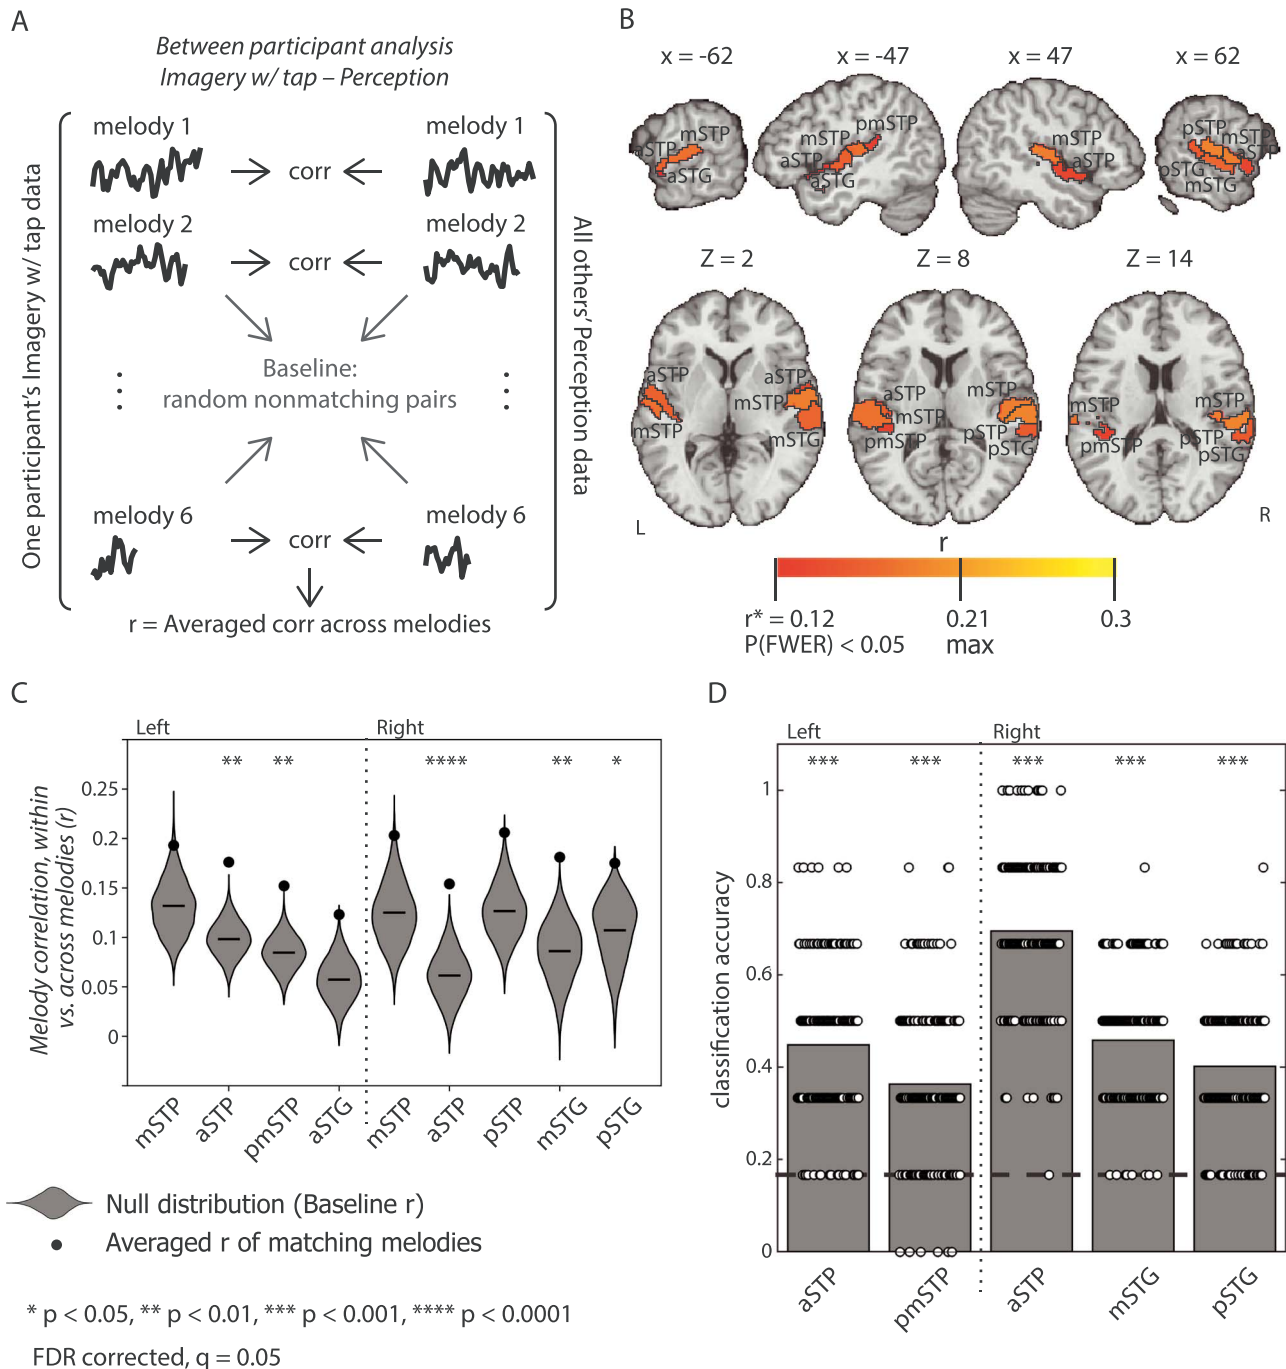 A
Between participant analysis
Imagery w/ tap – Perception
One participant's Imagery w/ tap data
All others' Perception data
melody 1
melody 1
corr
melody 2
melody 2
corr
Baseline:
random nonmatching pairs
melody 6
melody 6
corr
r = Averaged corr across melodies
B
x = -62
x = -47
x = 47
x = 62
mSTP
aSTG
pmSTP
mSTP
aSTP
aSTG
mSTP
aSTP
pSTP
mSTP
pSTG
mSTG
Z = 2
Z = 8
Z = 14
aSTP
mSTP
aSTP
mSTP
mSTG
aSTP
mSTP
pmSTP
mSTP
pSTP
pSTG
mSTP
pmSTP
mSTP
pSTP
pSTG
L
R
r
r* = 0.12
0.21
0.3
P(FWER) < 0.05
max
C
Left
Right
** ** **** ** *
Melody correlation, within
vs. across melodies (r)
0.25
0.2
0.15
0.1
0.05
0
mSTP
aSTP
pmSTP
aSTG
mSTP
aSTP
pSTP
mSTG
pSTG
Null distribution (Baseline r)
Averaged r of matching melodies
* p < 0.05, ** p < 0.01, *** p < 0.001, **** p < 0.0001
FDR corrected, q = 0.05
D
Left
Right
*** *** *** *** ***
classification accuracy
1
0.8
0.6
0.4
0.2
0
aSTP
pmSTP
aSTP
mSTG
pSTG